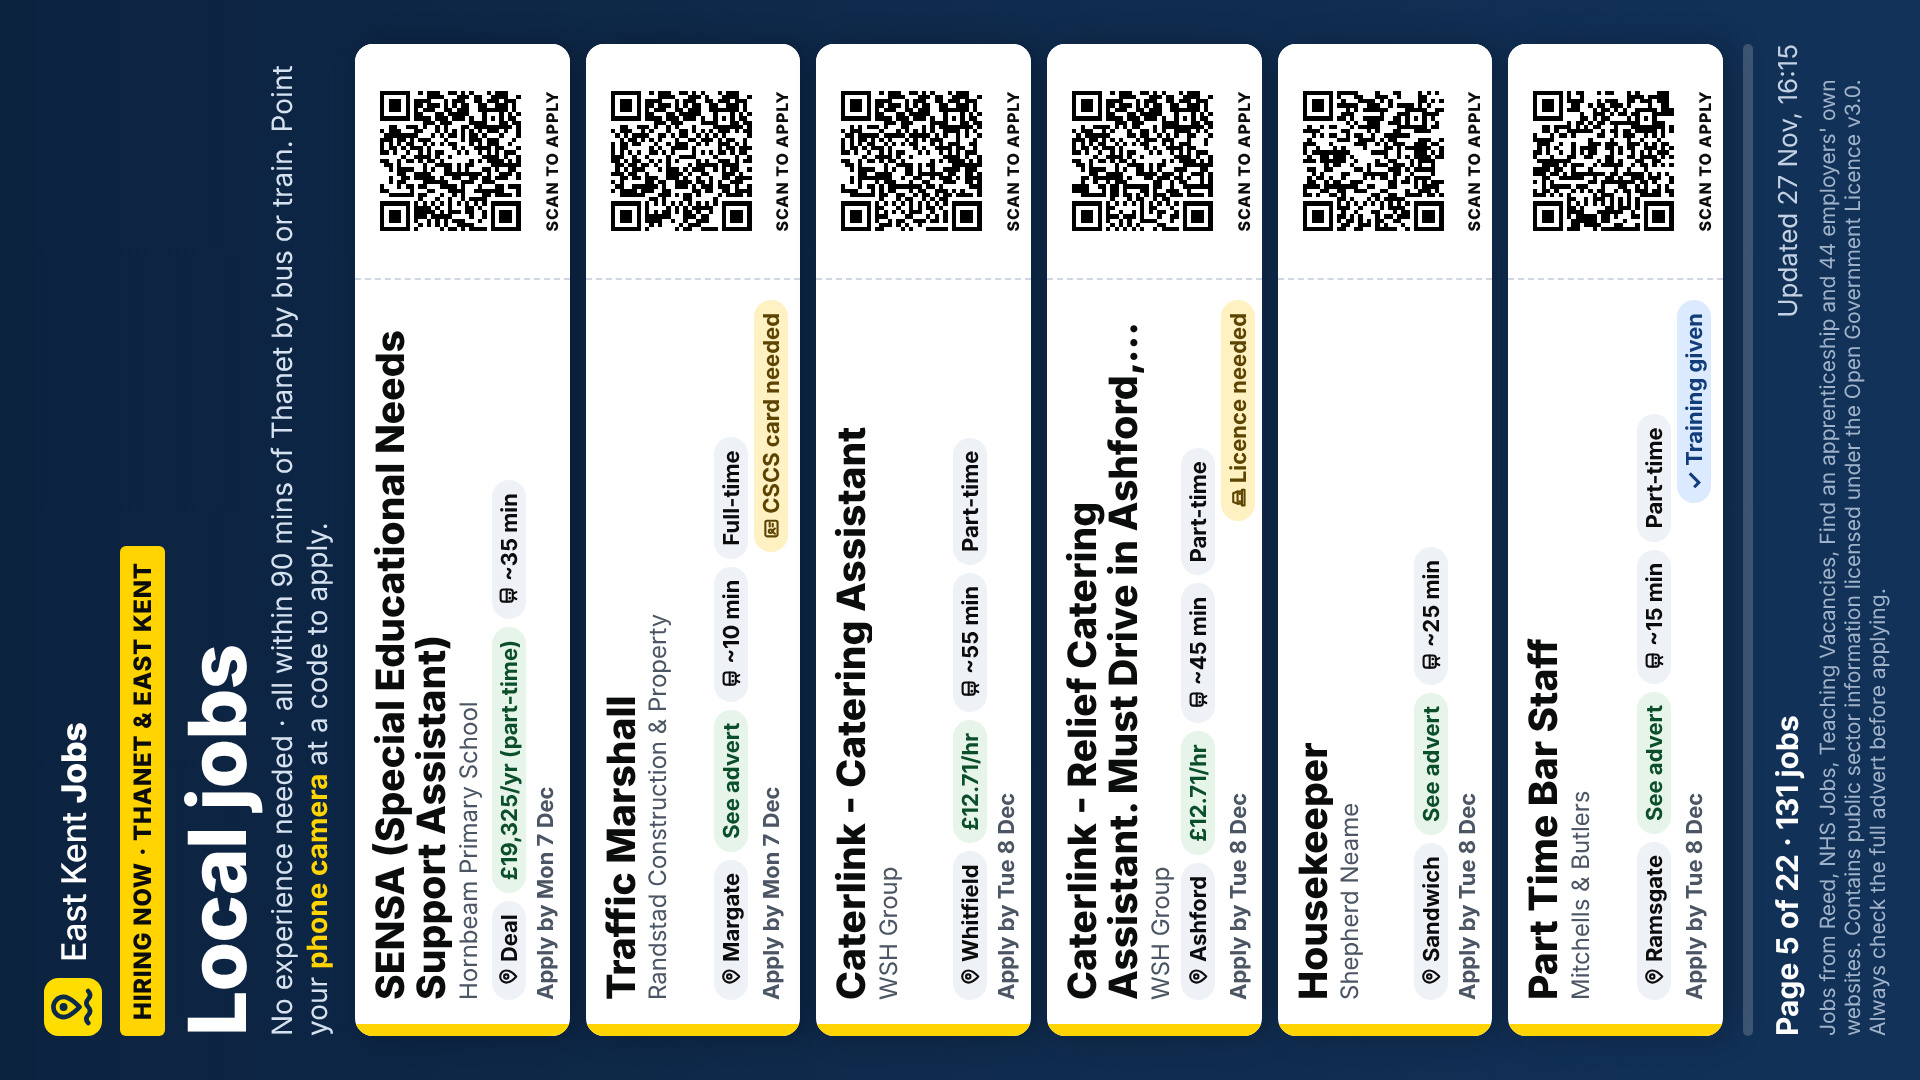 East Kent Jobs
HIRING NOW · THANET & EAST KENT
Local jobs
No experience needed · all within 90 mins of Thanet by bus or train. Point
your phone camera at a code to apply.
SENSA (Special Educational Needs
Support Assistant)
Hornbeam Primary School
Deal
£19,325/yr (part-time)
~35 min
Apply by Mon 7 Dec
SCAN TO APPLY
Traffic Marshall
Randstad Construction & Property
Margate
See advert
~10 min
Full-time
Apply by Mon 7 Dec
CSCS card needed
SCAN TO APPLY
Caterlink - Catering Assistant
WSH Group
Whitfield
£12.71/hr
~55 min
Part-time
Apply by Tue 8 Dec
SCAN TO APPLY
Caterlink - Relief Catering
Assistant. Must Drive in Ashford,…
WSH Group
Ashford
£12.71/hr
~45 min
Part-time
Apply by Tue 8 Dec
Licence needed
SCAN TO APPLY
Housekeeper
Shepherd Neame
Sandwich
See advert
~25 min
Apply by Tue 8 Dec
SCAN TO APPLY
Part Time Bar Staff
Mitchells & Butlers
Ramsgate
See advert
~15 min
Part-time
Apply by Tue 8 Dec
Training given
SCAN TO APPLY
Page 5 of 22 · 131 jobs
Updated 27 Nov, 16:15
Jobs from Reed, NHS Jobs, Teaching Vacancies, Find an apprenticeship and 44 employers' own
websites. Contains public sector information licensed under the Open Government Licence v3.0.
Always check the full advert before applying.